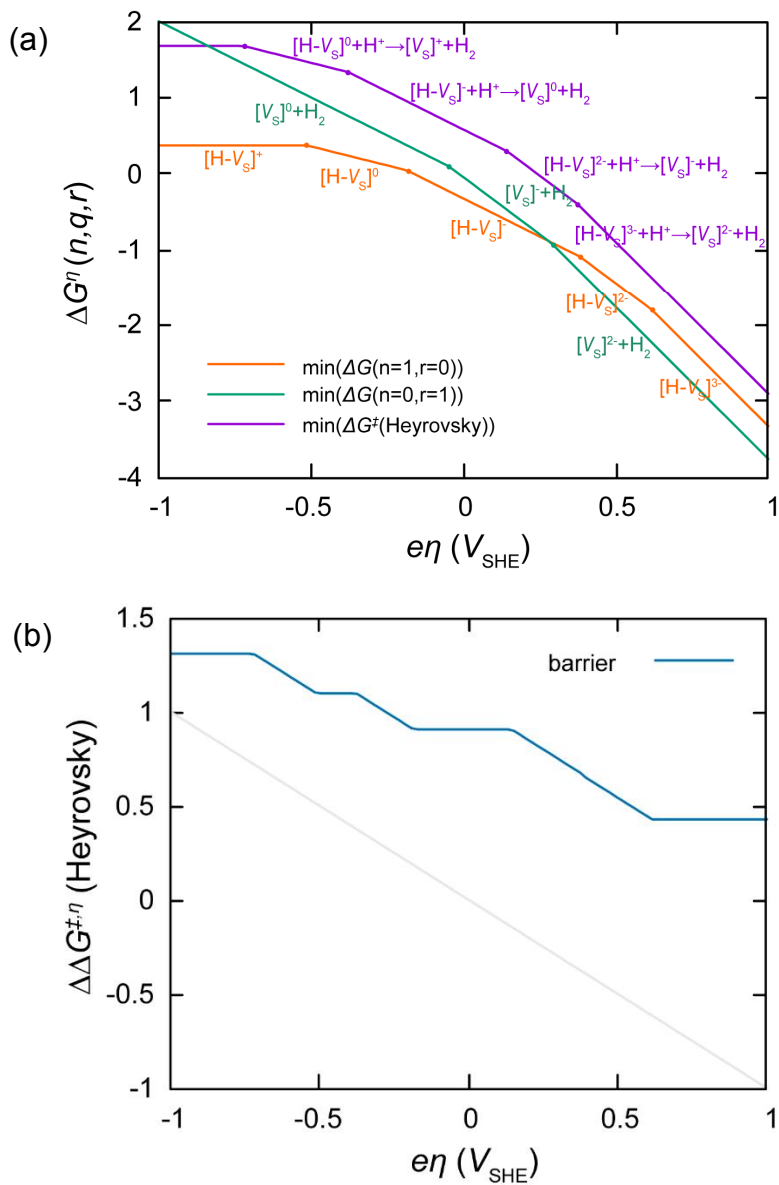 (a)
2
1
0
-1
-2
-3
-4
ΔG^η(n,q,r)
[H-V_S]^0+H^+→[V_S]^++H_2
[H-V_S]^-+H^+→[V_S]^0+H_2
[V_S]^0+H_2
[H-V_S]^+
[H-V_S]^0
[H-V_S]^2-+H^+→[V_S]^-+H_2
[V_S]^-+H_2
[H-V_S]^-
[H-V_S]^3-+H^+→[V_S]^2-+H_2
[H-V_S]^2-
[V_S]^2-+H_2
[H-V_S]^3-
min(ΔG(n=1,r=0))
min(ΔG(n=0,r=1))
min(ΔG^‡(Heyrovsky))
-1 -0.5 0 0.5 1
eη (V_SHE)
(b)
1.5
1
0.5
0
-0.5
-1
ΔΔG^‡,η (Heyrovsky)
barrier
-1 -0.5 0 0.5 1
eη (V_SHE)